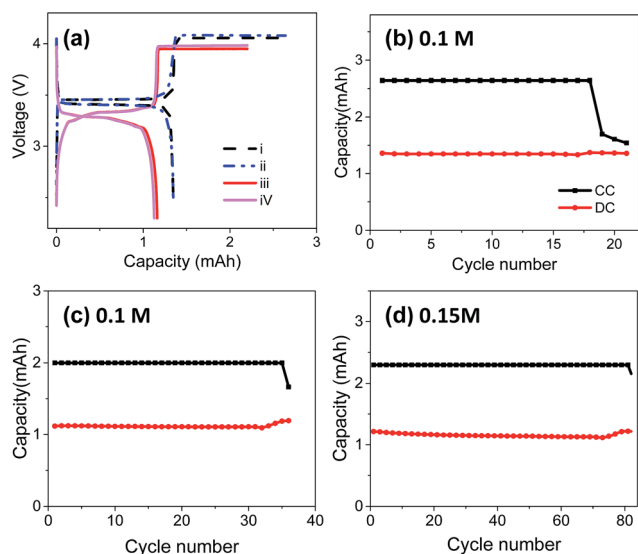 (a)
4
3
Voltage (V)
i
ii
iii
iV
0
1
2
3
Capacity (mAh)
(b) 0.1 M
3
2
1
0
Capacity(mAh)
CC
DC
5
10
15
20
Cycle number
(c) 0.1 M
3
2
1
0
Capacity(mAh)
0
10
20
30
40
Cycle number
(d) 0.15M
3
2
1
0
Capacity(mAh)
0
20
40
60
80
Cycle number